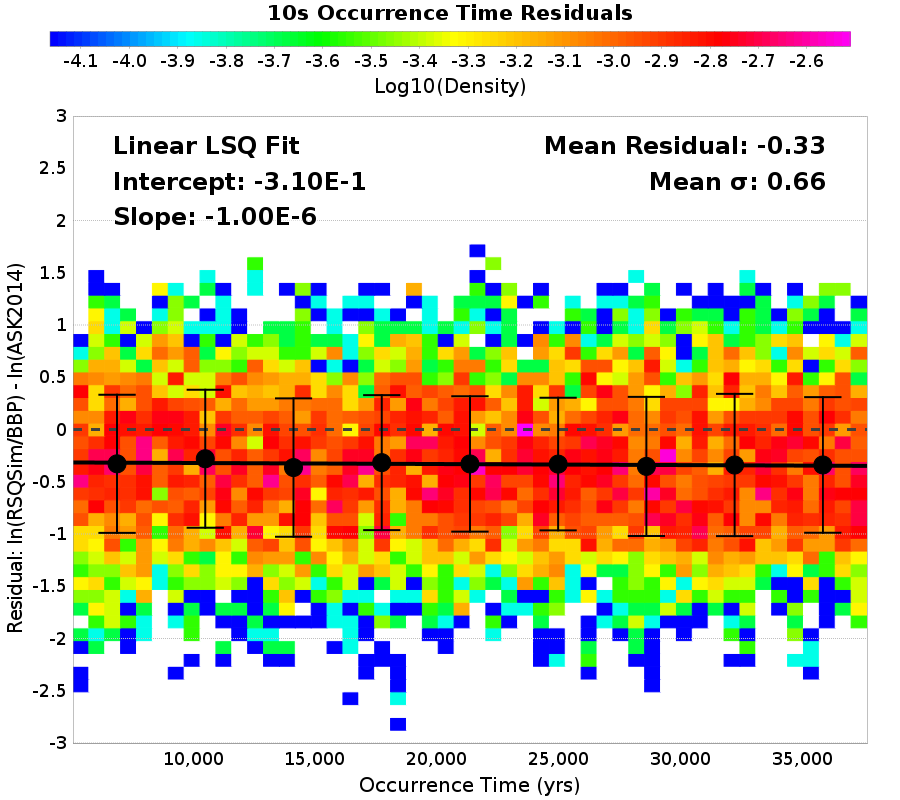 10s Occurrence Time Residuals
-4.1 -4.0 -3.9 -3.8 -3.7 -3.6 -3.5 -3.4 -3.3 -3.2 -3.1 -3.0 -2.9 -2.8 -2.7 -2.6
Log10(Density)
Linear LSQ Fit
Intercept: -3.10E-1
Slope: -1.00E-6
Mean Residual: -0.33
Mean σ: 0.66
Residual: ln(RSQSim/BBP) - ln(ASK2014)
3
2.5
2
1.5
1
0.5
0
-0.5
-1
-1.5
-2
-2.5
-3
10,000 15,000 20,000 25,000 30,000 35,000
Occurrence Time (yrs)